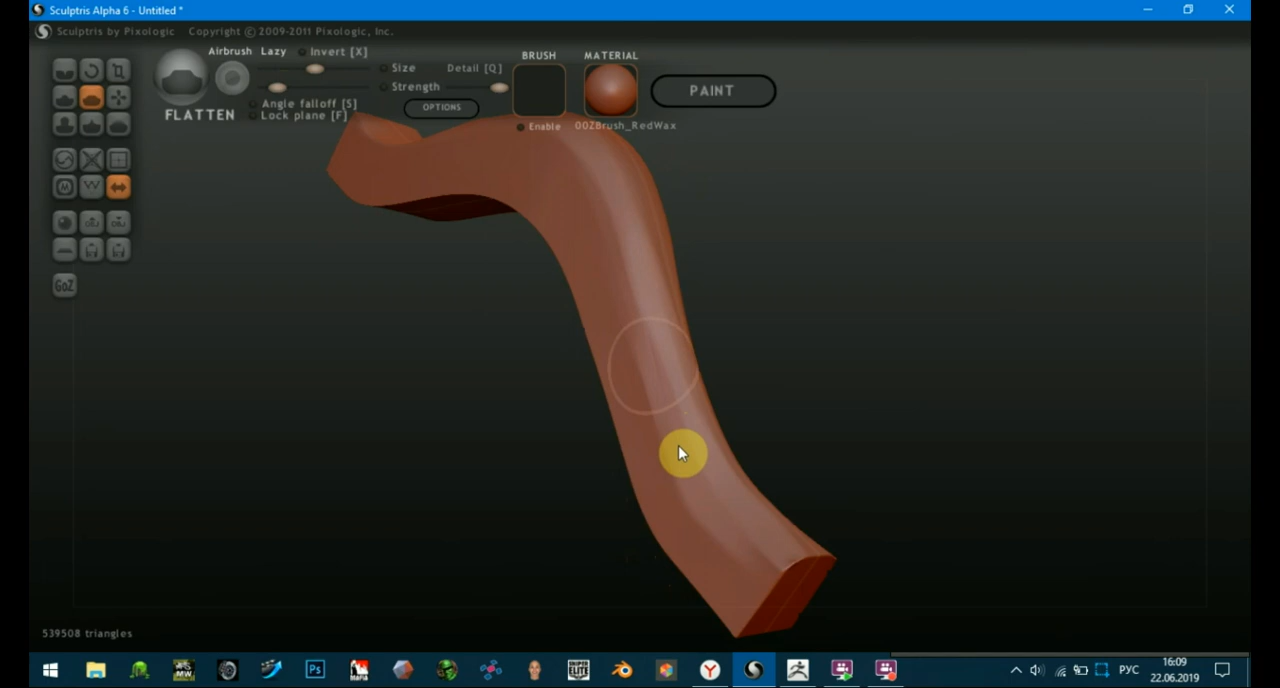 Sculptris Alpha 6 - Untitled *
Sculptris by Pixologic Copyright © 2009-2011 Pixologic, Inc.
Airbrush Lazy Invert [X]
BRUSH MATERIAL
Size Detail [Q]
Strength
FLATTEN
Angle falloff [S]
Lock plane [F]
OPTIONS
PAINT
Enable 00ZBrush_RedWax
GoZ
539508 triangles
Ps
РУС
16:09
22.06.2019